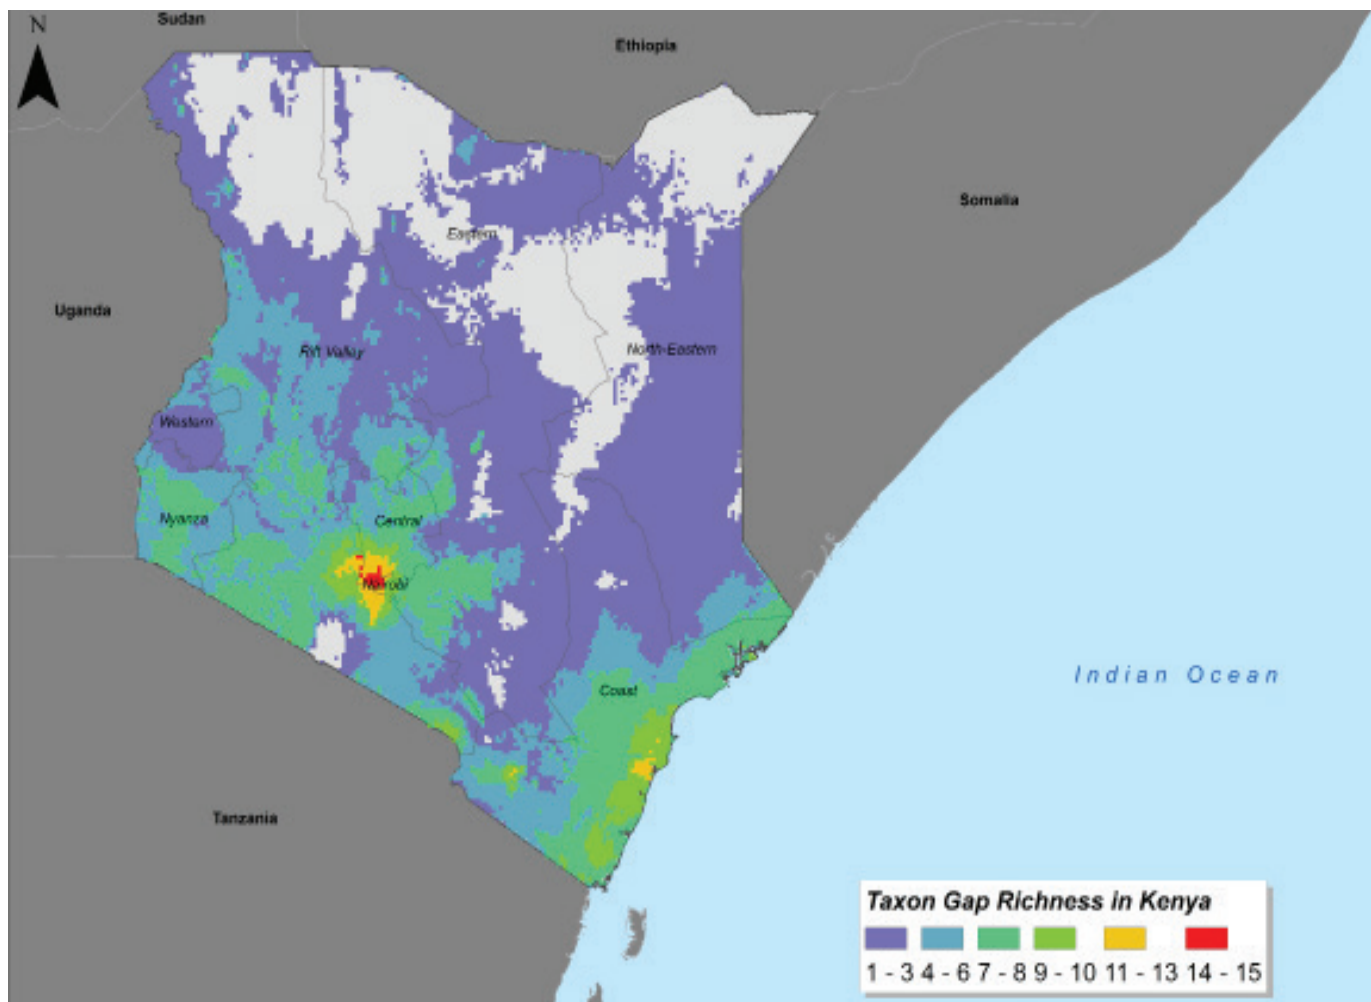 N
Sudan
Ethiopia
Somalia
Eastern
Uganda
Rift Valley
North-Eastern
Western
Nyanza
Central
Nairobi
Coast
Indian Ocean
Tanzania
Taxon Gap Richness in Kenya
1 - 3 4 - 6 7 - 8 9 - 10 11 - 13 14 - 15